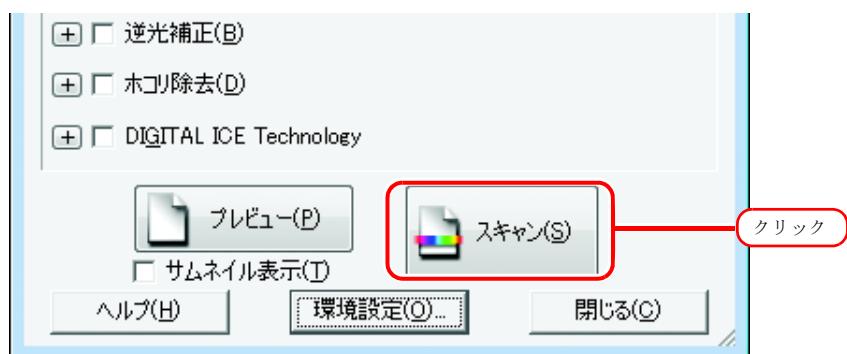 逆光補正(B)
ホコリ除去(D)
DIGITAL ICE Technology
プレビュー(P)
スキャン(S)
クリック
サムネイル表示(T)
ヘルプ(H)
環境設定(O)...
閉じる(C)